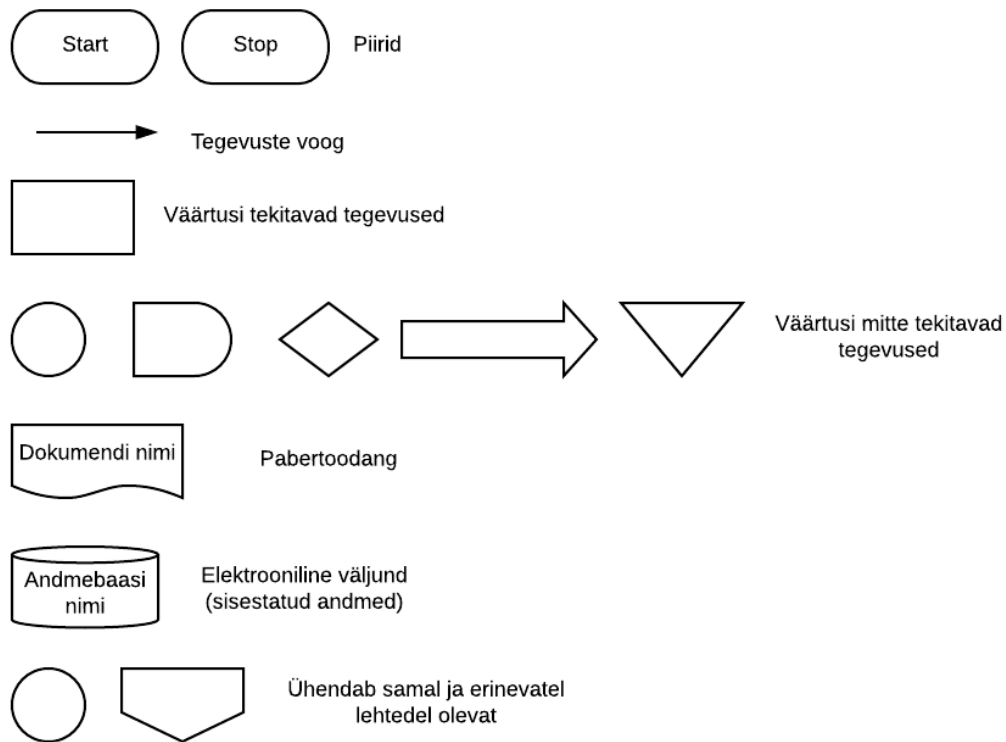 Start
Stop
Piirid
Tegevuste voog
Väärtusi tekitavad tegevused
Väärtusi mitte tekitavad
tegevused
Dokumendi nimi
Pabertoodang
Andmebaasi
nimi
Elektrooniline väljund
(sisestatud andmed)
Ühendab samal ja erinevatel
lehtedel olevat